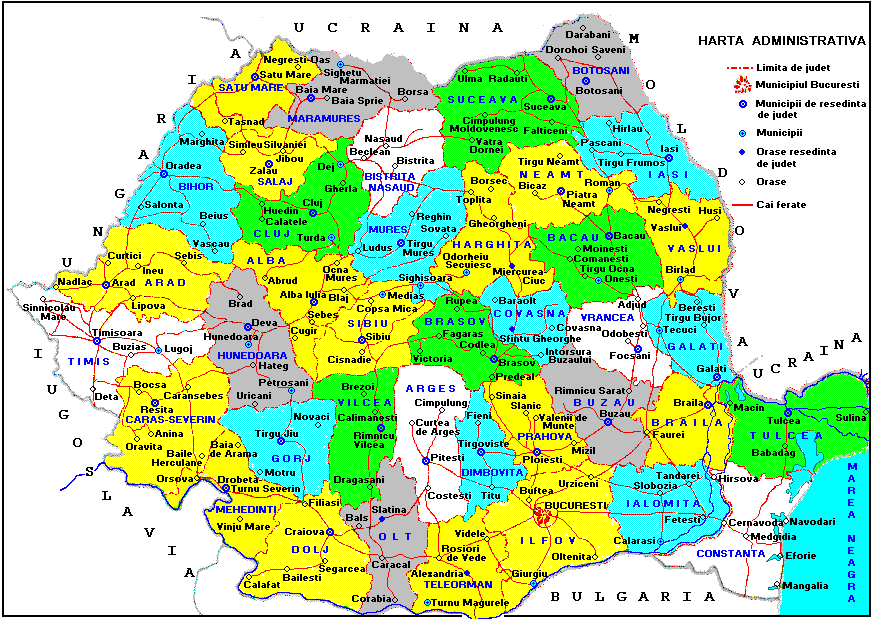 UCRAINA
MOLDOVA
UNGARIA
IUGOSLAVIA
BULGARIA
UCRAINA
MAREA NEAGRA
HARTA ADMINISTRATIVA
Limita de judet
Municipiul Bucuresti
Municipii de resedinta
de judet
Municipii
Orase resedinta
de judet
Orase
Cai ferate
Negresti-Oas
Satu Mare
SATU MARE
Tasnad
Sighetu
Marmatiei
Baia Mare
Baia Sprie
Borsa
MARAMURES
Ulma
Radauti
SUCEAVA
Suceava
Cimpulung
Moldovenesc
Falticeni
Vatra
Dornei
Darabani
Dorohoi
Saveni
BOTOSANI
Botosani
Hirlau
Pascani
Iasi
Tirgu Frumos
IASI
Marghita
Oradea
BIHOR
Salonta
Beius
Vascau
Simleu Silvaniei
Jibou
Zalau
SALAJ
Nasaud
Beclean
Bistrita
BISTRITA
NASAUD
Dej
Gherla
Huedin
Cluj
Calatele
CLUJ
Turda
MURES
Reghin
Sovata
Ludus
Tirgu
Mures
Sighisoara
Borsec
Toplita
Gheorgheni
HARGHITA
Odorheiu
Secuiesc
Miercurea
Ciuc
Tirgu Neamt
NEAMT
Bicaz
Roman
Piatra
Neamt
BACAU
Bacau
Moinesti
Comanesti
Tirgu Ocna
Onesti
Negresti
Husi
Vaslui
VASLUI
Birlad
Curtici
Sebis
Ineu
Nadlac
Arad
ARAD
Lipova
ALBA
Abrud
Ocna
Mures
Alba Iulia
Blaj
Sebes
Cugir
Medias
Copsa Mica
SIBIU
Sibiu
Cisnadie
Rupea
BRASOV
Fagaras
Codlea
Victoria
Brasov
Predeal
Baraolt
COVASNA
Covasna
Sfintu Gheorghe
Intorsura
Buzaului
Adjud
VRANCEA
Odobesti
Focsani
Beresti
Tirgu Bujor
Tecuci
GALATI
Galati
Sinnicolau
Mare
Timisoara
Buzias
Lugoj
TIMIS
Deta
Brad
Deva
Hunedoara
HUNEDOARA
Hateg
Petrosani
Uricani
Bocsa
Caransebes
Resita
CARAS-SEVERIN
Anina
Oravita
Baile
Herculane
Orsova
Baia
de Arama
Drobeta
Turnu Severin
MEHEDINTI
Vinju Mare
Novaci
Tirgu Jiu
GORJ
Motru
Brezoi
VILCEA
Calimanesti
Rimnicu
Vilcea
Dragasani
ARGES
Cimpulung
Curtea
de Arges
Pitesti
Costesti
Fieni
Tirgoviste
DIMBOVITA
Titu
Sinaia
Slanic
Valenii de
Munte
PRAHOVA
Ploiesti
Mizil
Rimnicu Sarat
BUZAU
Buzau
Braila
BRAILA
Faurei
Macin
Tulcea
Sulina
TULCEA
Babadag
Filiasi
Craiova
DOLJ
Segarcea
Bailesti
Calafat
Slatina
Bals
OLT
Caracal
Corabia
Videle
Rosiori
de Vede
Alexandria
TELEORMAN
Turnu Magurele
Buftea
Urziceni
BUCURESTI
ILFOV
Oltenita
Giurgiu
Tandarei
Slobozia
IALOMITA
Fetesti
Calarasi
Hirsova
Cernavoda
Navodari
Medgidia
CONSTANTA
Eforie
Mangalia